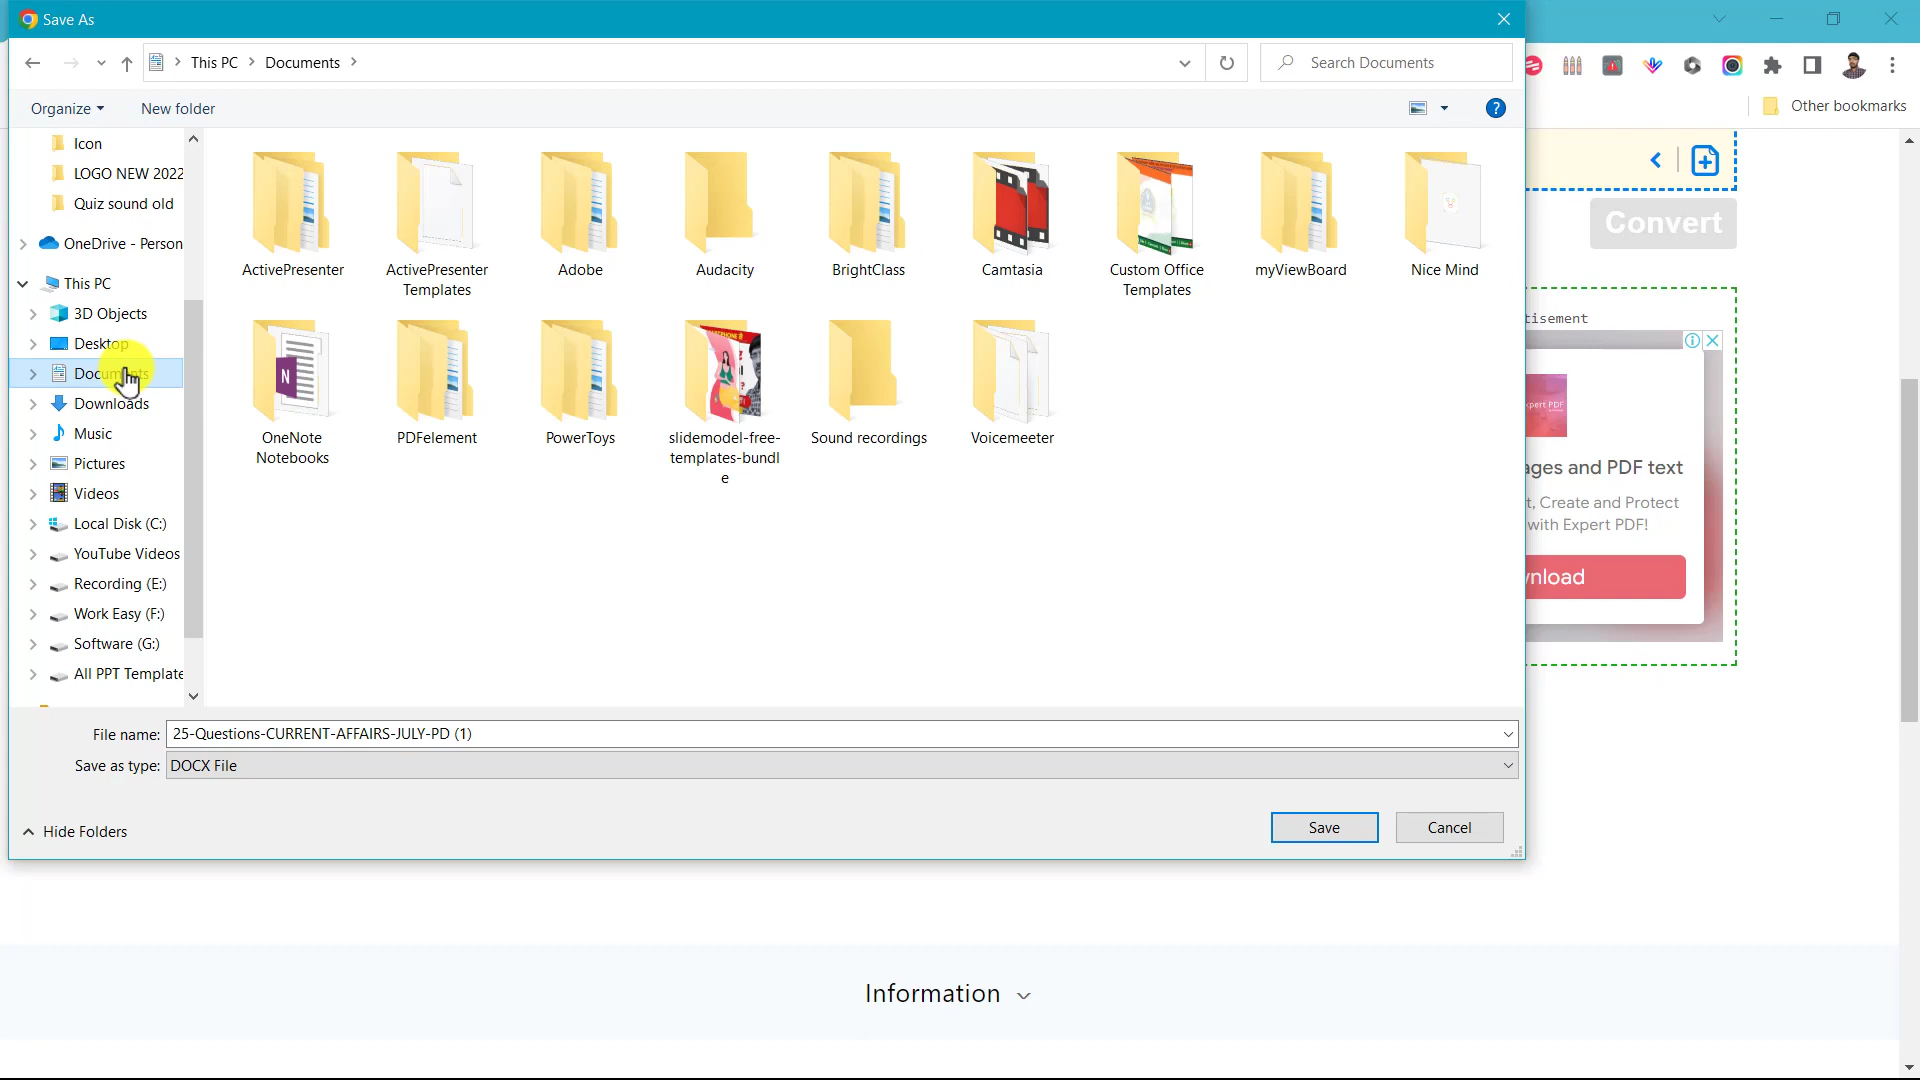 Save As
This PC
Documents
Search Documents
Organize
New folder
Other bookmarks
Icon
LOGO NEW 2022
Quiz sound old
OneDrive - Person
This PC
3D Objects
Desktop
Documents
Downloads
Music
Pictures
Videos
Local Disk (C:)
YouTube Videos
Recording (E:)
Work Easy (F:)
Software (G:)
All PPT Template
ActivePresenter
ActivePresenter
Templates
Adobe
Audacity
BrightClass
Camtasia
Custom Office
Templates
myViewBoard
Nice Mind
OneNote
Notebooks
PDFelement
PowerToys
slidemodel-free-
templates-bundl
e
Sound recordings
Voicemeeter
File name: 25-Questions-CURRENT-AFFAIRS-JULY-PD (1)
Save as type: DOCX File
Hide Folders
Save
Cancel
Convert
tisement
xpert PDF
ages and PDF text
t, Create and Protect
with Expert PDF!
nload
Information